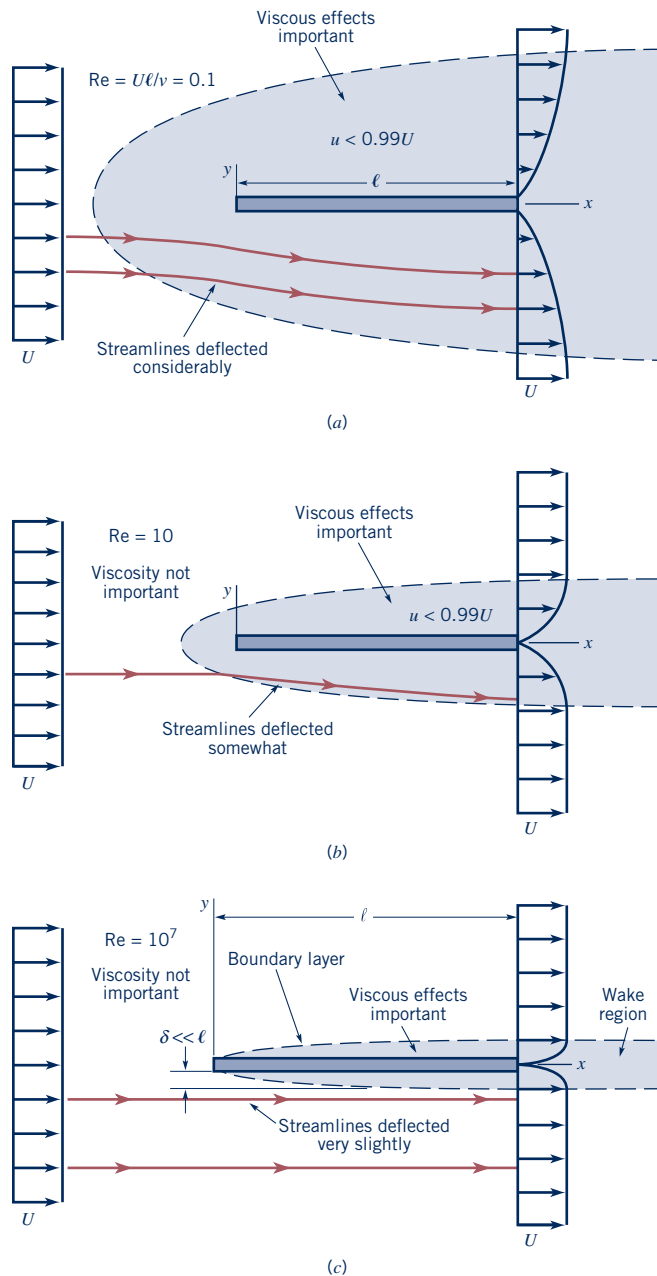 Viscous effects
important
Re = Uℓ/ν = 0.1
u < 0.99U
y
ℓ
x
Streamlines deflected
considerably
U
U
(a)
Viscous effects
important
Re = 10
Viscosity not
important
y
u < 0.99U
x
Streamlines deflected
somewhat
U
U
(b)
y
ℓ
Re = 10⁷
Boundary layer
Viscosity not
important
Viscous effects
important
Wake
region
δ << ℓ
x
Streamlines deflected
very slightly
U
U
(c)